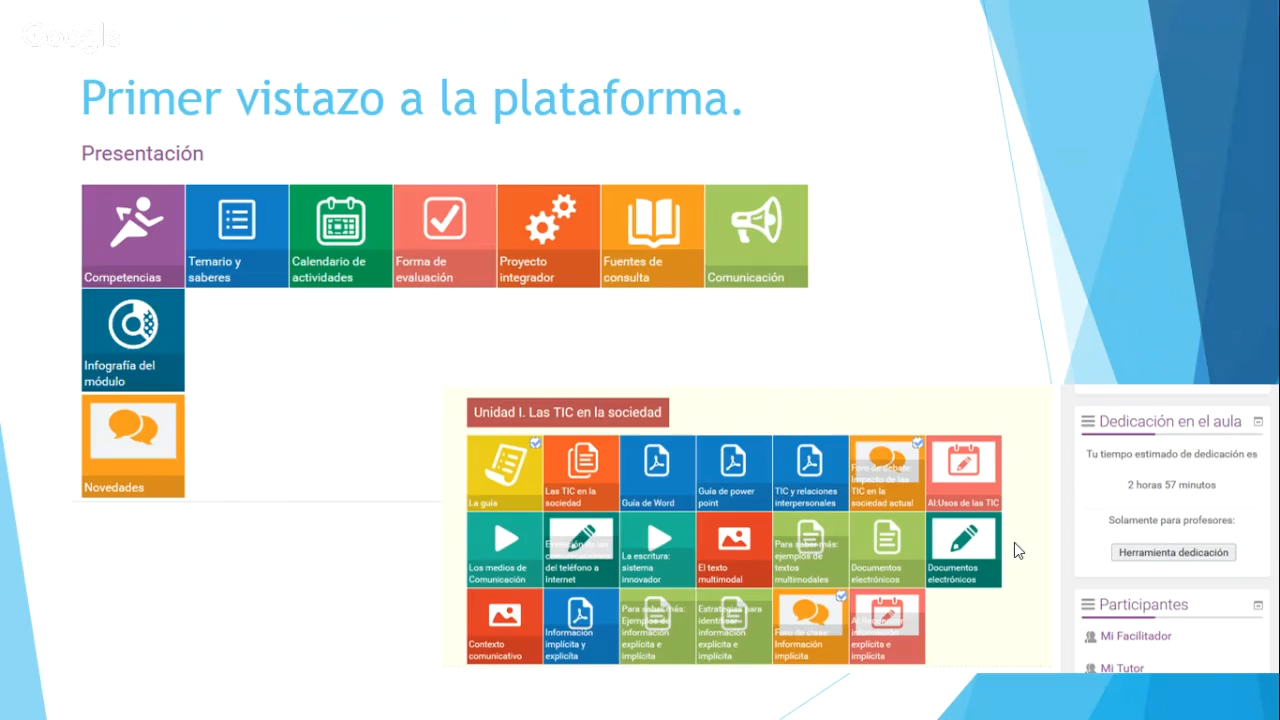 Google
Primer vistazo a la plataforma.
Presentación
Competencias
Temario y
saberes
Calendario de
actividades
Forma de
evaluación
Proyecto
integrador
Fuentes de
consulta
Comunicación
Infografía del
módulo
Novedades
Unidad I. Las TIC en la sociedad
La guía
Las TIC en la
sociedad
Guía de Word
Guía de power
point
TIC y relaciones
interpersonales
Foro de debate:
Impacto de las
TIC en la
sociedad actual
AI:Usos de las TIC
Los medios de
Comunicación
del teléfono a
Internet
La escritura:
sistema
innovador
El texto
multimodal
Para saber más:
ejemplos de
textos
multimodales
Documentos
electrónicos
Documentos
electrónicos
Contexto
comunicativo
Información
implícita y
explicíta
Para saber más:
Ejemplos de
información
explícita e
implícita
Estrategias para
identificar
información
explícita e
implícita
Foro de clase:
Información
implícita
información
explícita e
implícita
Dedicación en el aula
Tu tiempo estimado de dedicación es
2 horas 57 minutos
Solamente para profesores:
Herramienta dedicación
Participantes
Mi Facilitador
Mi Tutor